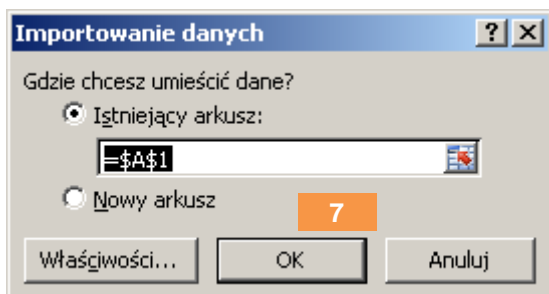 Importowanie danych
Gdzie chcesz umieścić dane?
Istniejący arkusz:
=$A$1
Nowy arkusz
7
Właściwości... OK Anuluj